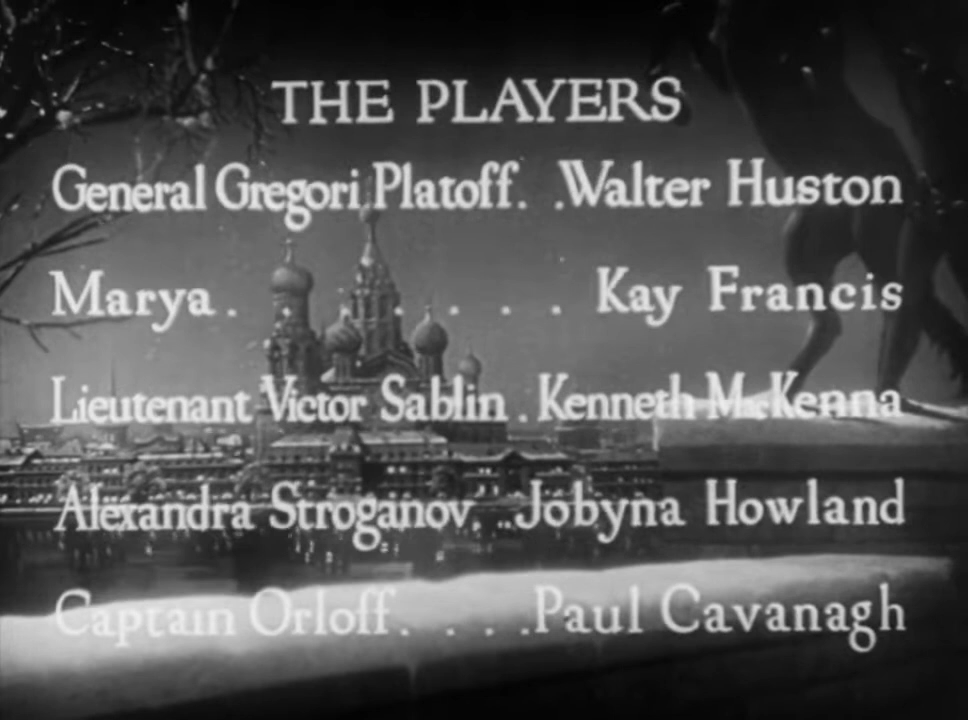 THE PLAYERS
General Gregori Platoff. .Walter Huston
Marya . . . . . . . Kay Francis
Lieutenant Victor Sablin . Kenneth MacKenna
Alexandra Stroganov. ..Jobyna Howland
Captain Orloff. . . .Paul Cavanagh